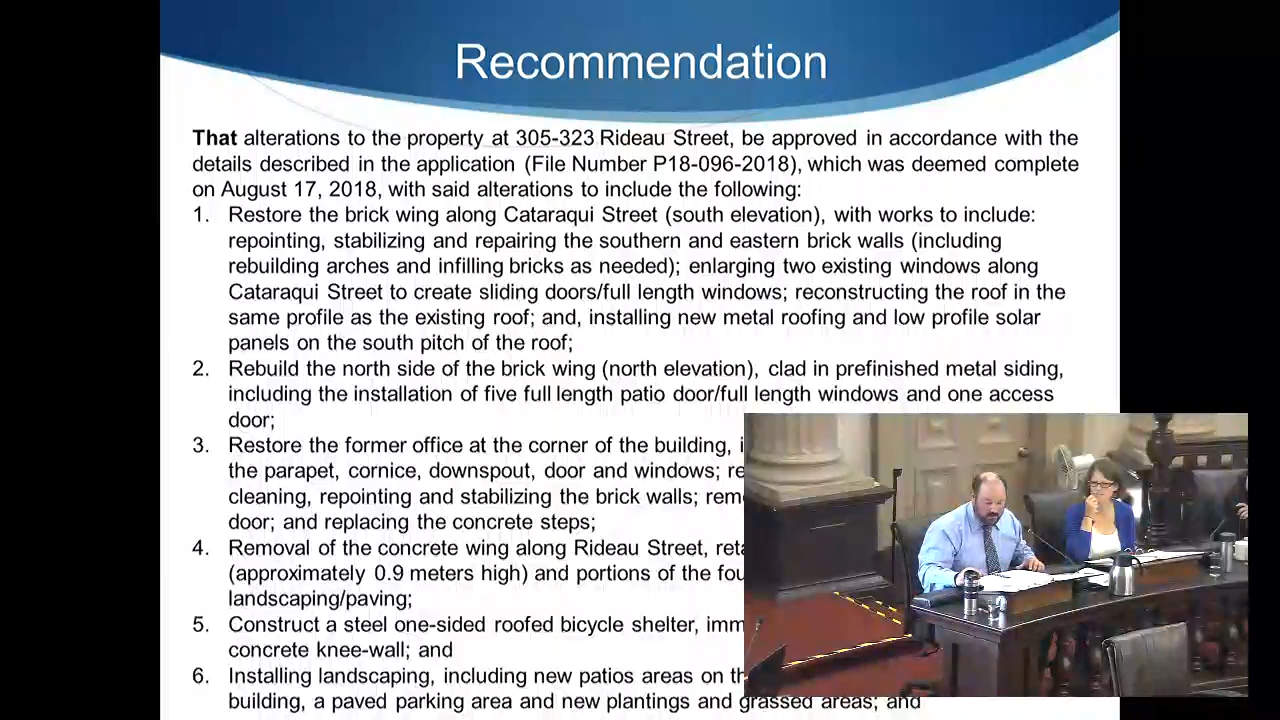 Recommendation
That alterations to the property at 305-323 Rideau Street, be approved in accordance with the
details described in the application (File Number P18-096-2018), which was deemed complete
on August 17, 2018, with said alterations to include the following:
1. Restore the brick wing along Cataraqui Street (south elevation), with works to include:
repointing, stabilizing and repairing the southern and eastern brick walls (including
rebuilding arches and infilling bricks as needed); enlarging two existing windows along
Cataraqui Street to create sliding doors/full length windows; reconstructing the roof in the
same profile as the existing roof; and, installing new metal roofing and low profile solar
panels on the south pitch of the roof;
2. Rebuild the north side of the brick wing (north elevation), clad in prefinished metal siding,
including the installation of five full length patio door/full length windows and one access
door;
3. Restore the former office at the corner of the building,
the parapet, cornice, downspout, door and windows;
cleaning, repointing and stabilizing the brick walls;
door; and replacing the concrete steps;
4. Removal of the concrete wing along Rideau Street,
(approximately 0.9 meters high) and portions of the
landscaping/paving;
5. Construct a steel one-sided roofed bicycle shelter,
concrete knee-wall; and
6. Installing landscaping, including new patios areas on
building, a paved parking area and new plantings and grassed areas; and